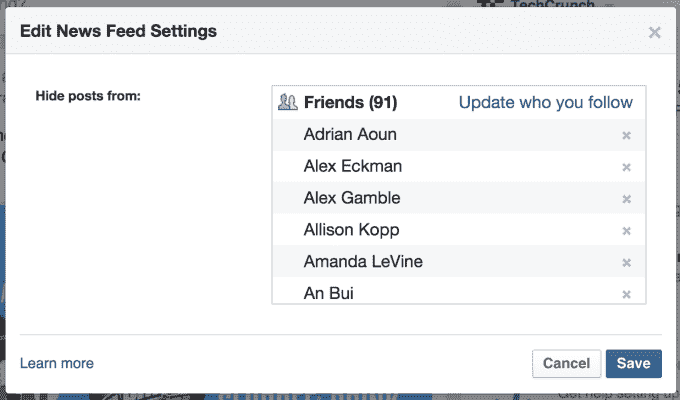 TechCrunch
Edit News Feed Settings
Hide posts from:
Friends (91) Update who you follow
Adrian Aoun
Alex Eckman
Alex Gamble
Allison Kopp
Amanda LeVine
An Bui
Learn more
Cancel Save
Get help setting up